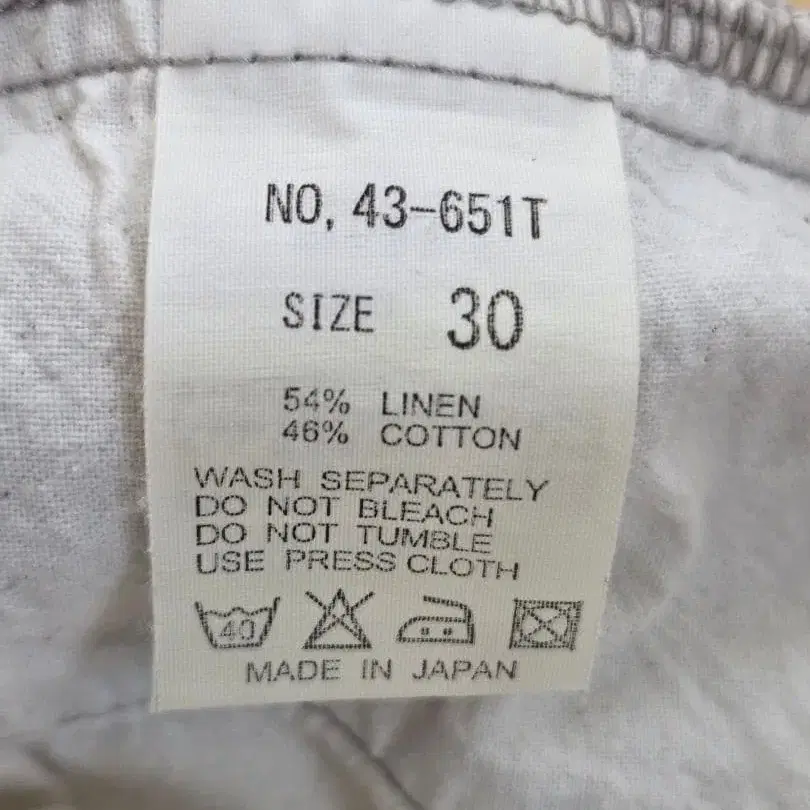 NO, 43-651T
SIZE 30
54% LINEN
46% COTTON
WASH SEPARATELY
DO NOT BLEACH
DO NOT TUMBLE
USE PRESS CLOTH
40
MADE IN JAPAN